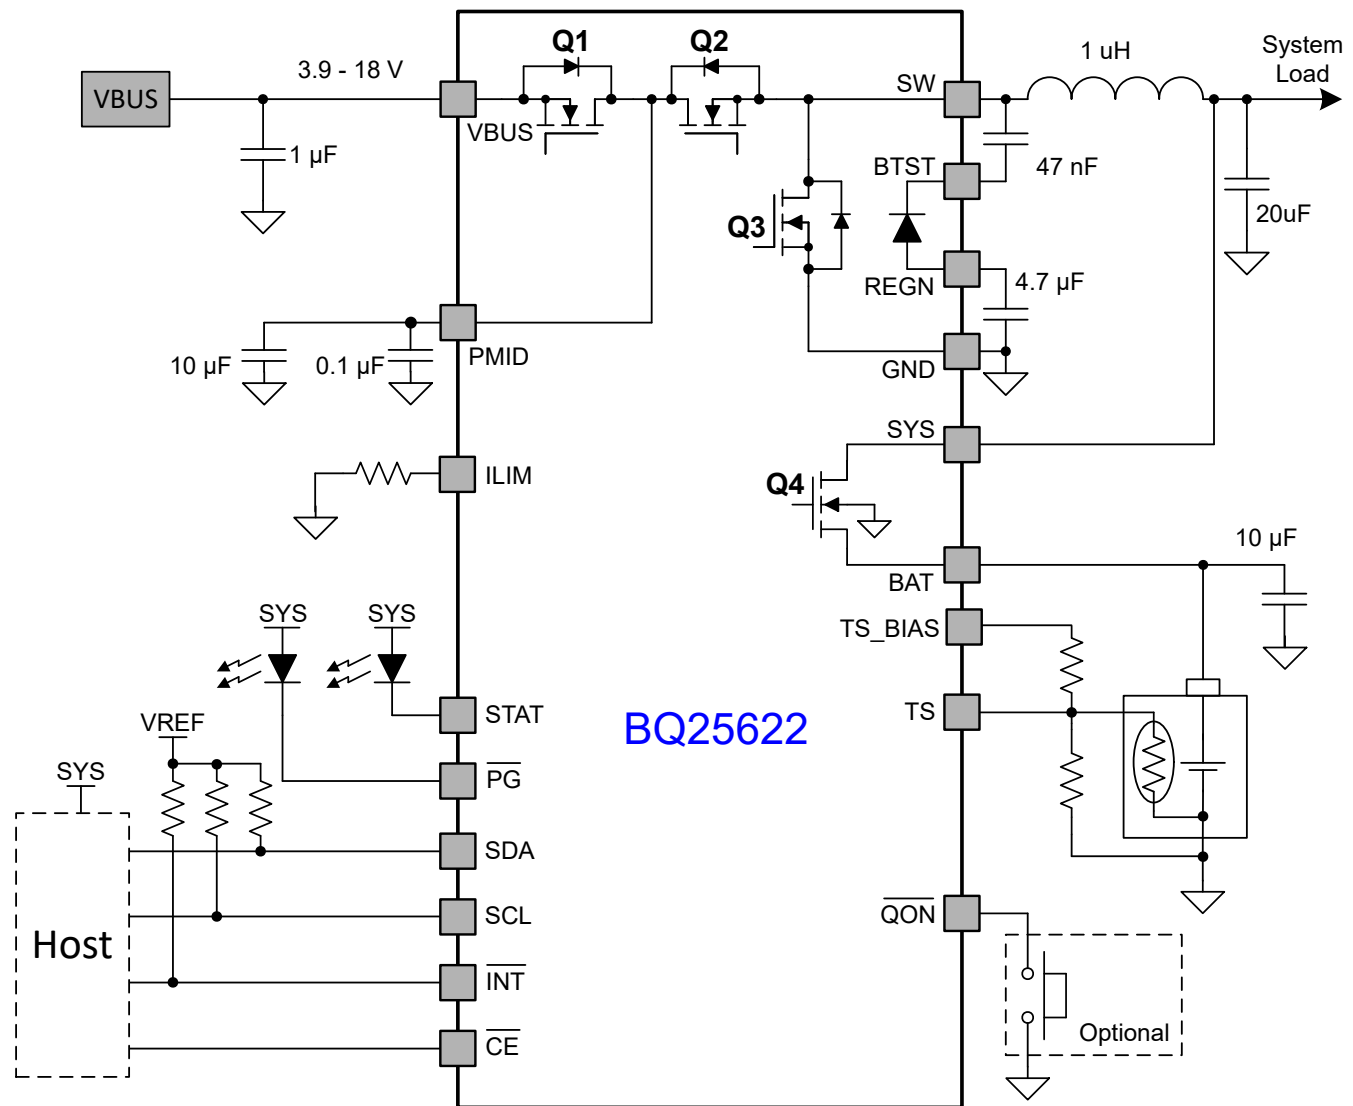 Q1
Q2
3.9 - 18 V
1 uH
System
Load
VBUS
SW
VBUS
1 µF
BTST
47 nF
20uF
Q3
REGN
4.7 µF
10 µF
0.1 µF
PMID
GND
SYS
ILIM
Q4
10 µF
BAT
SYS
SYS
TS_BIAS
STAT
TS
BQ25622
VREF
PG
SYS
SDA
SCL
QON
Host
INT
Optional
CE